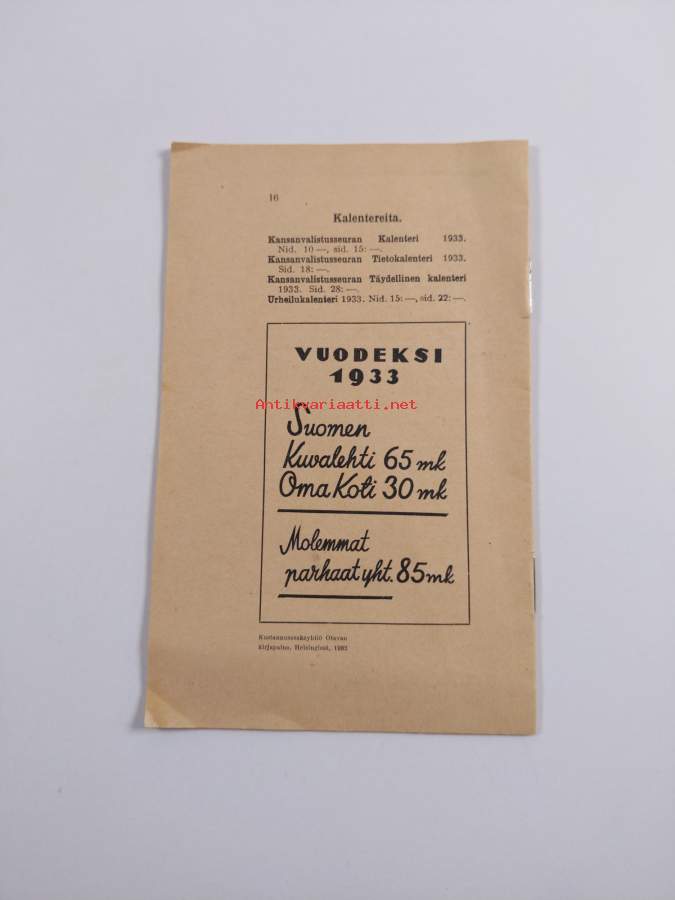 16
Kalentereita.
Kansanvalistusseuran Kalenteri 1933.
Nid. 10 —, sid. 15: —.
Kansanvalistusseuran Tietokalenteri 1933.
Sid. 18: —.
Kansanvalistusseuran Täydellinen kalenteri
1933. Sid. 28: —.
Urheilukalenteri 1933. Nid. 15: —, sid. 22: —.
VUODEKSI
1933
Antikvariaatti.net
Suomen
Kuvalehti 65 mk
Oma Koti 30 mk
Molemmat
parhaat yht. 85 mk
Kustannusosakeyhtiö Otavan
kirjapaino, Helsingissä, 1932